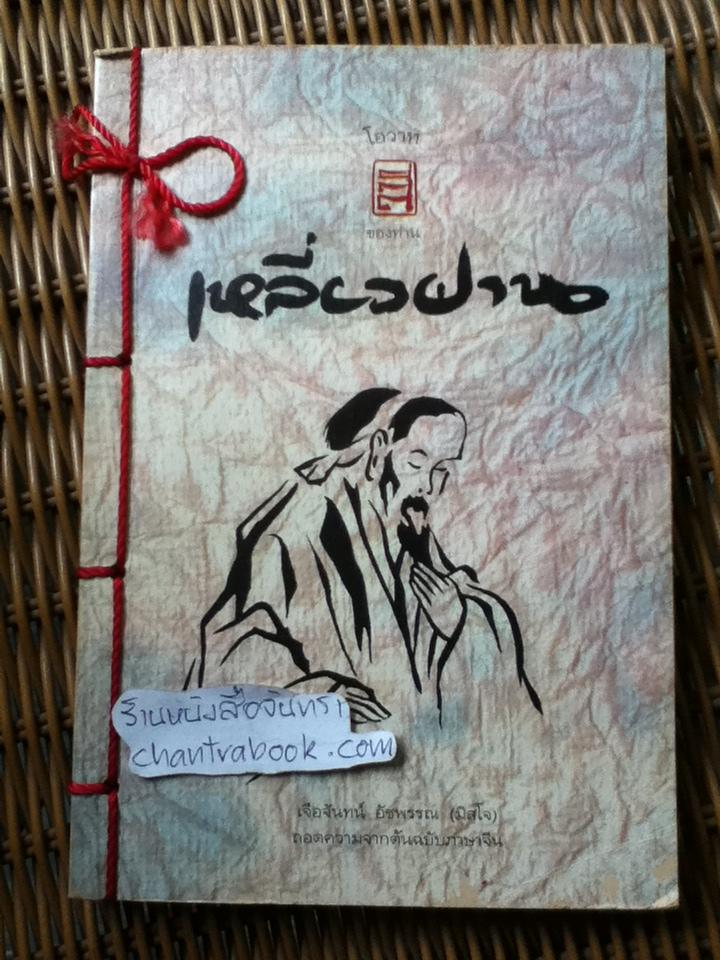 โอวาท
๔
ของท่าน
เหลี่ยวฝาน
ร้านหนังสือจันทรา
chantrabook.com
เจือจันทน์ อัชพรรณ (มิสโจ)
ถอดความจากต้นฉบับภาษาจีน